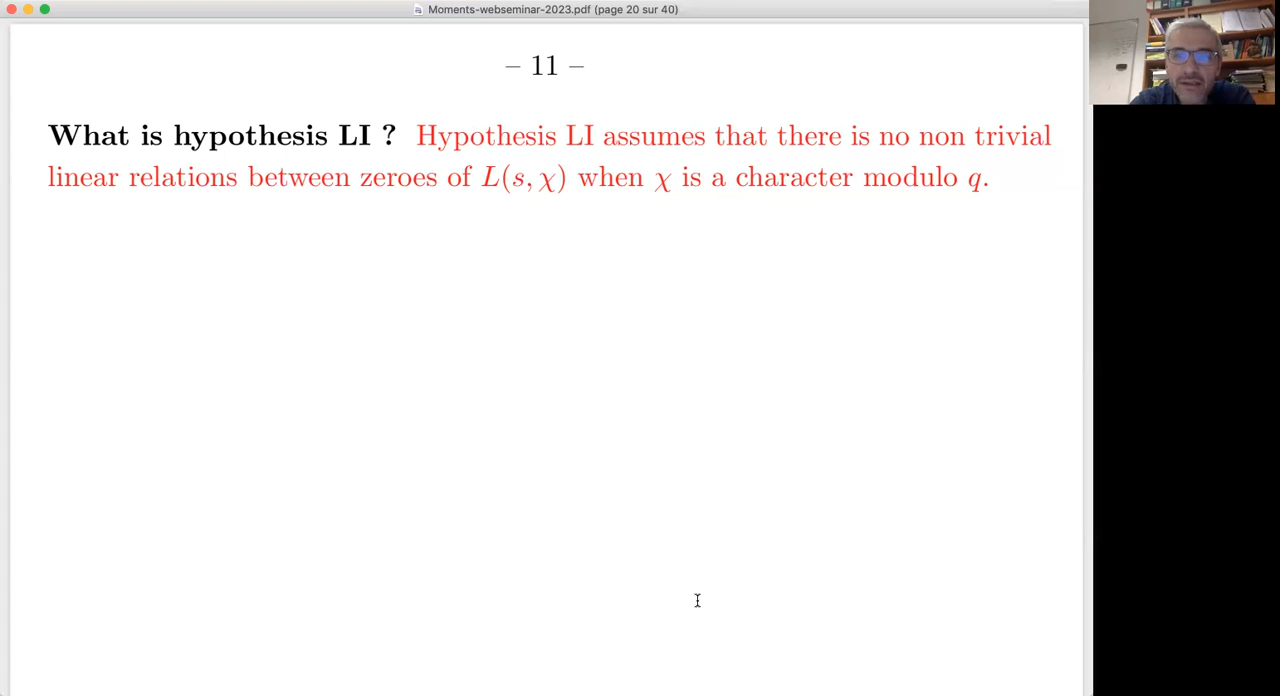 Moments-webseminar-2023.pdf (page 20 sur 40)
– 11 –
What is hypothesis LI ? Hypothesis LI assumes that there is no non trivial
linear relations between zeroes of L(s, χ) when χ is a character modulo q.